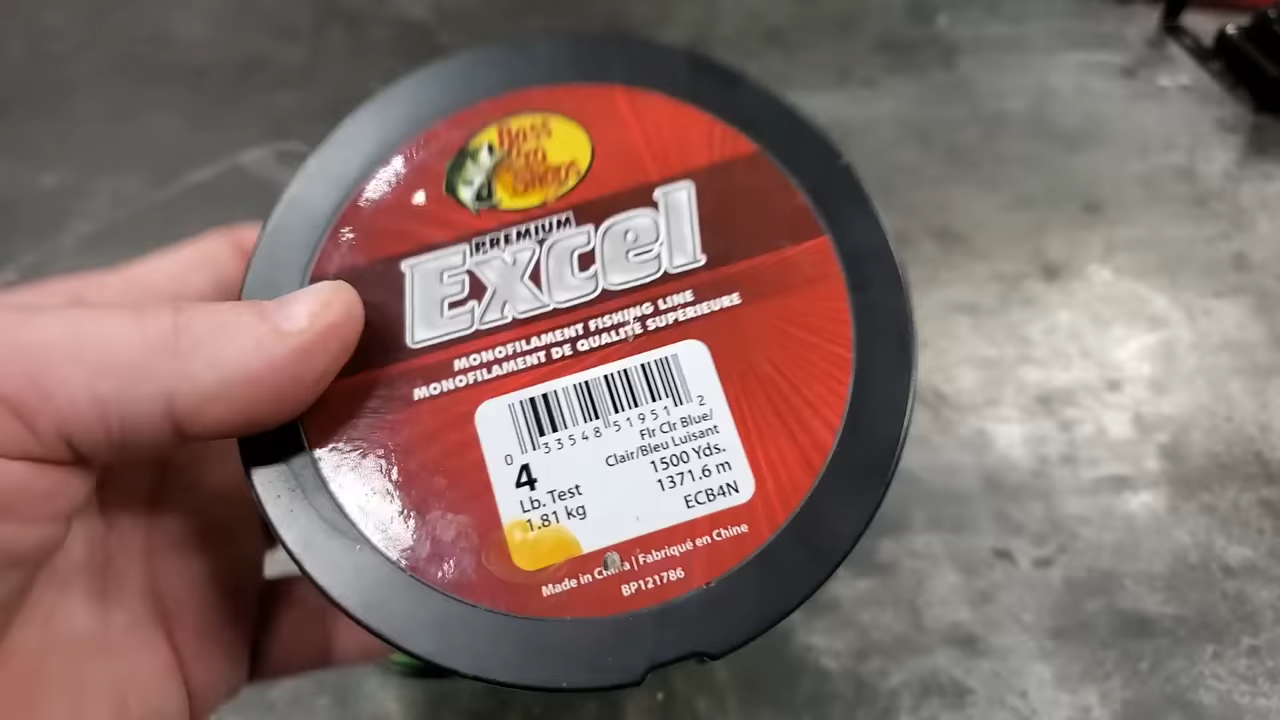 Bass
Pro
Shops
PREMIUM
Excel
MONOFILAMENT FISHING LINE
MONOFILAMENT DE QUALITÉ SUPÉRIEURE
0 33548 51951 2
4
Lb. Test
1.81 kg
Flr Clr Blue/
Clair/Bleu Luisant
1500 Yds.
1371.6 m
ECB4N
Made in China | Fabriqué en Chine
BP121786